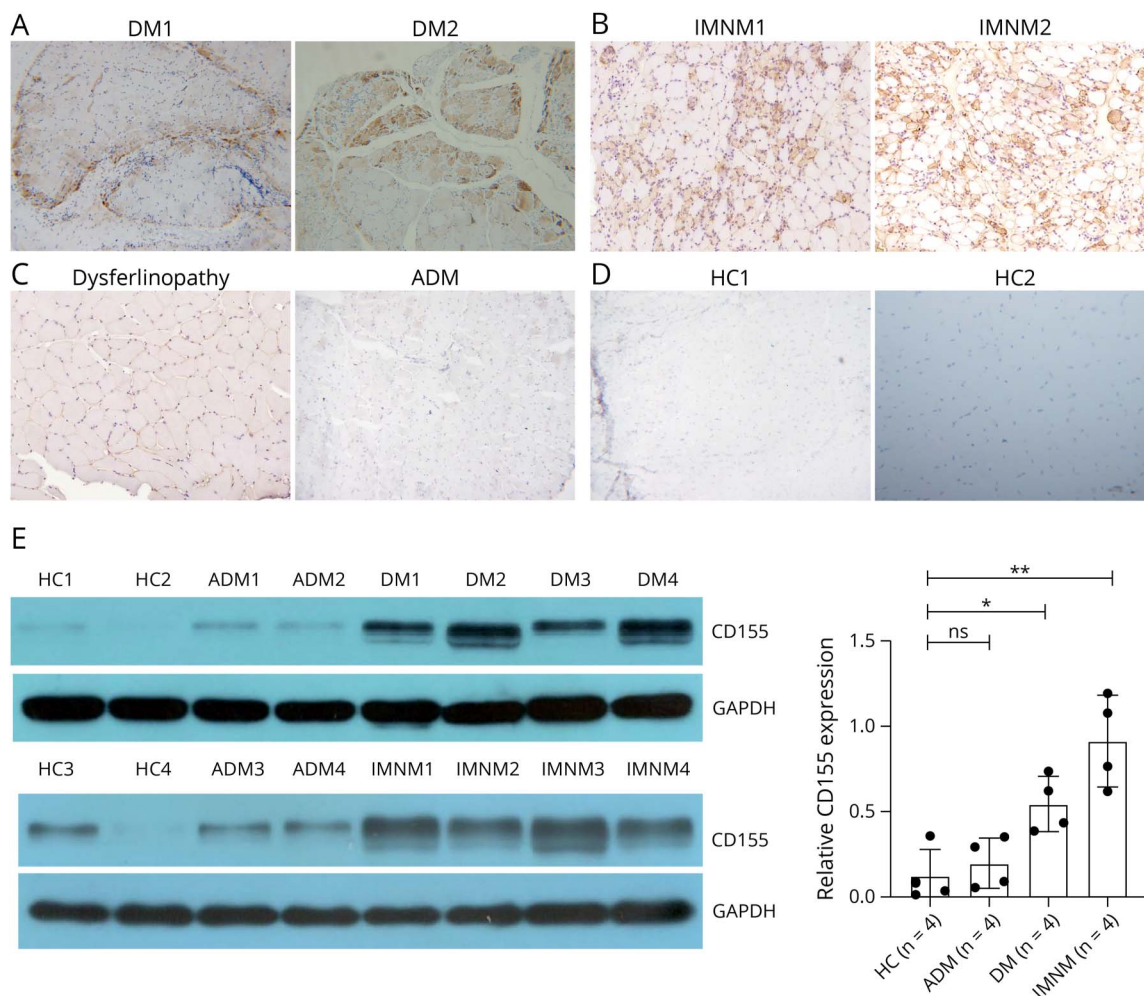 A
DM1
DM2
B
IMNM1
IMNM2
C
Dysferlinopathy
ADM
D
HC1
HC2
E
HC1 HC2 ADM1 ADM2 DM1 DM2 DM3 DM4
CD155
GAPDH
HC3 HC4 ADM3 ADM4 IMNM1 IMNM2 IMNM3 IMNM4
CD155
GAPDH
**
*
ns
Relative CD155 expression
1.5
1.0
0.5
0.0
HC (n = 4)
ADM (n = 4)
DM (n = 4)
IMNM (n = 4)